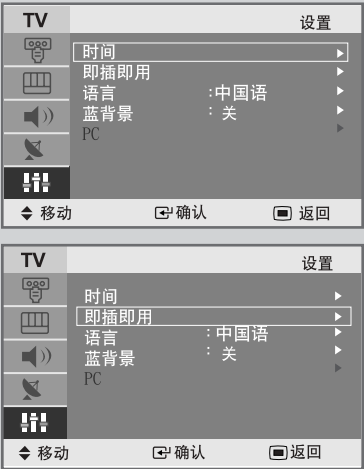 TV 设置
时间
即插即用
语言 :中国语
蓝背景 : 关
PC
移动 确认 返回
TV 设置
时间
即插即用
语言 :中国语
蓝背景 : 关
PC
移动 确认 返回